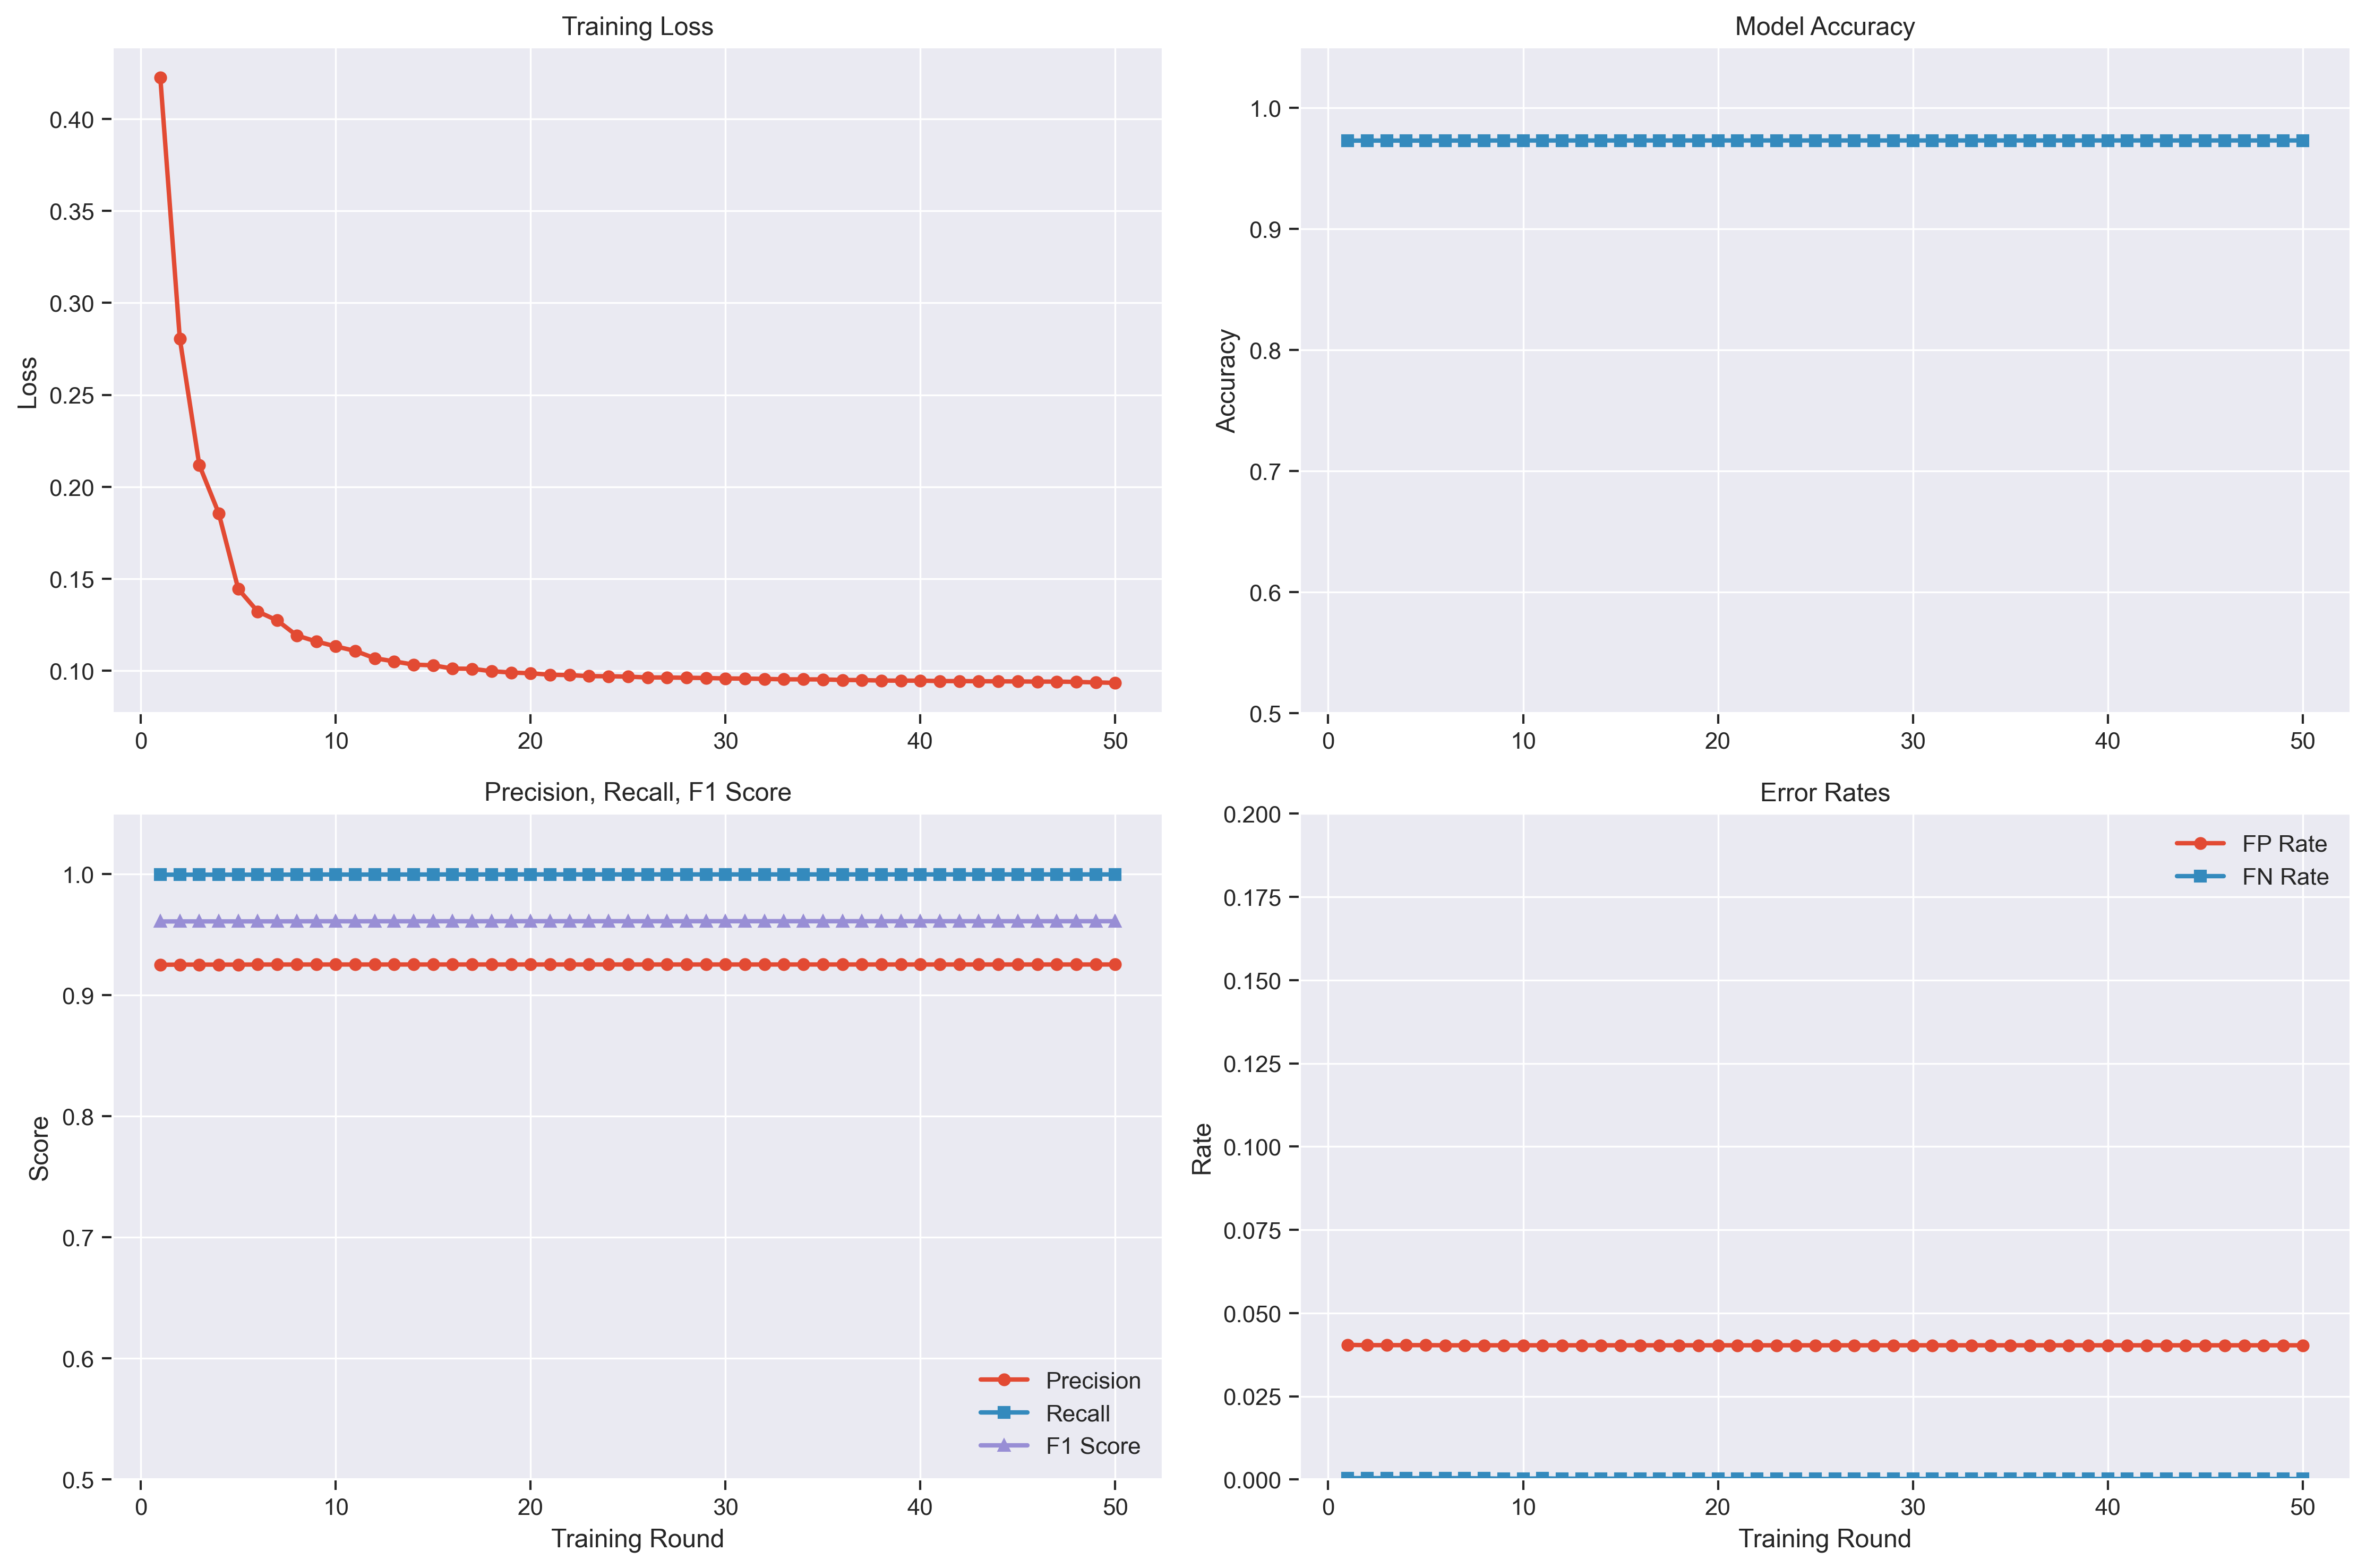 Training Loss
Loss
0.40
0.35
0.30
0.25
0.20
0.15
0.10
0 10 20 30 40 50
Model Accuracy
Accuracy
1.0
0.9
0.8
0.7
0.6
0.5
0 10 20 30 40 50
Precision, Recall, F1 Score
Score
1.0
0.9
0.8
0.7
0.6
0.5
Precision
Recall
F1 Score
0 10 20 30 40 50
Training Round
Error Rates
Rate
0.200
0.175
0.150
0.125
0.100
0.075
0.050
0.025
0.000
FP Rate
FN Rate
0 10 20 30 40 50
Training Round